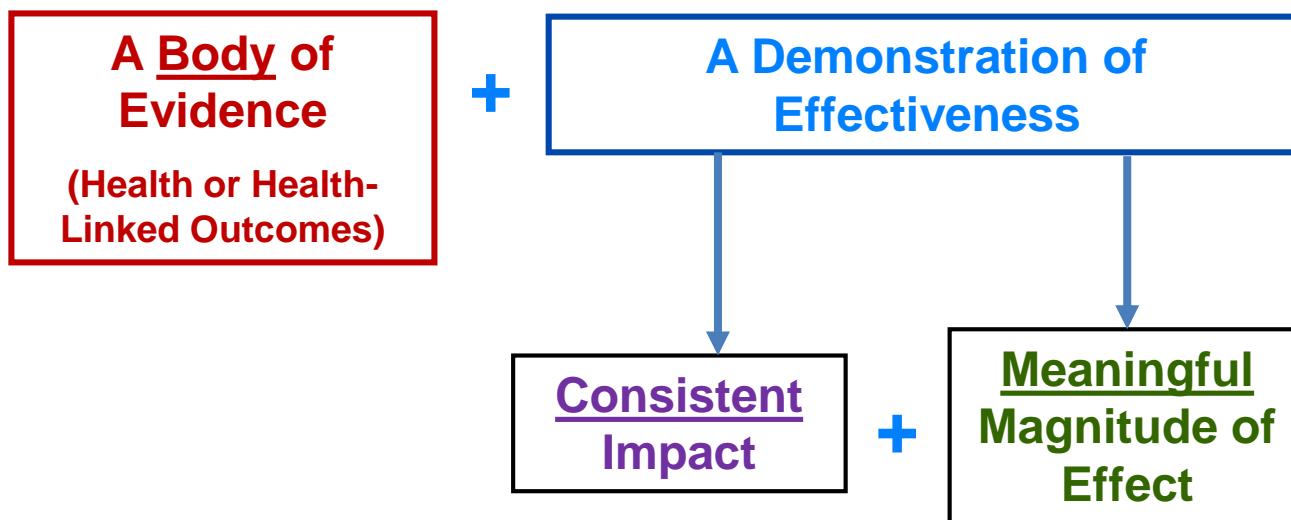 A Body of
Evidence
(Health or Health-
Linked Outcomes)
+
A Demonstration of
Effectiveness
Consistent
Impact
+
Meaningful
Magnitude of
Effect